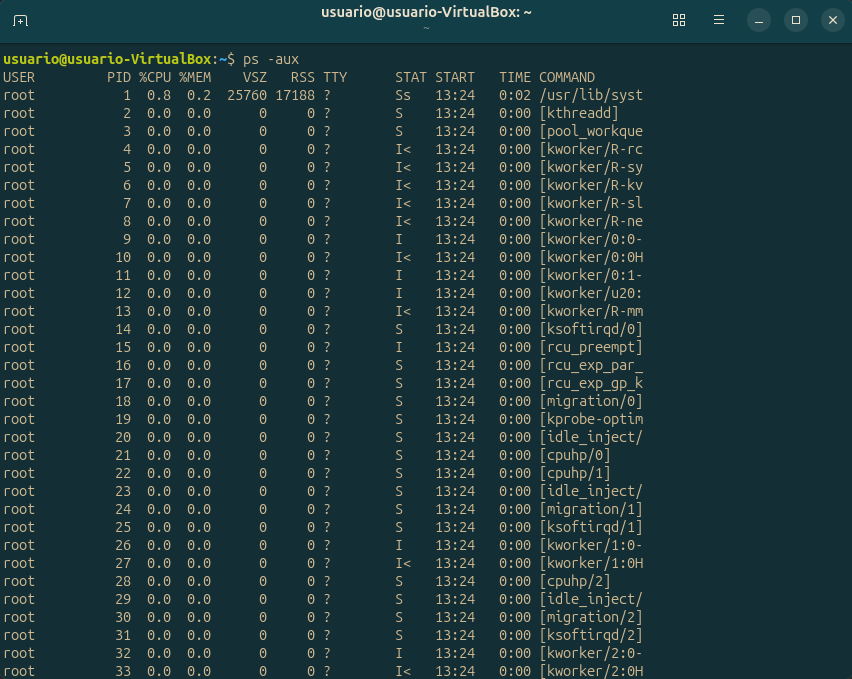 usuario@usuario-VirtualBox: ~
~
usuario@usuario-VirtualBox:~$ ps -aux
USER         PID %CPU %MEM    VSZ   RSS TTY      STAT START   TIME COMMAND
root           1  0.8  0.2  25760 17188 ?        Ss   13:24   0:02 /usr/lib/syst
root           2  0.0  0.0      0     0 ?        S    13:24   0:00 [kthreadd]
root           3  0.0  0.0      0     0 ?        S    13:24   0:00 [pool_workque
root           4  0.0  0.0      0     0 ?        I<   13:24   0:00 [kworker/R-rc
root           5  0.0  0.0      0     0 ?        I<   13:24   0:00 [kworker/R-sy
root           6  0.0  0.0      0     0 ?        I<   13:24   0:00 [kworker/R-kv
root           7  0.0  0.0      0     0 ?        I<   13:24   0:00 [kworker/R-sl
root           8  0.0  0.0      0     0 ?        I<   13:24   0:00 [kworker/R-ne
root           9  0.0  0.0      0     0 ?        I    13:24   0:00 [kworker/0:0-
root          10  0.0  0.0      0     0 ?        I<   13:24   0:00 [kworker/0:0H
root          11  0.0  0.0      0     0 ?        I    13:24   0:00 [kworker/0:1-
root          12  0.0  0.0      0     0 ?        I    13:24   0:00 [kworker/u20:
root          13  0.0  0.0      0     0 ?        I<   13:24   0:00 [kworker/R-mm
root          14  0.0  0.0      0     0 ?        S    13:24   0:00 [ksoftirqd/0]
root          15  0.0  0.0      0     0 ?        I    13:24   0:00 [rcu_preempt]
root          16  0.0  0.0      0     0 ?        S    13:24   0:00 [rcu_exp_par_
root          17  0.0  0.0      0     0 ?        S    13:24   0:00 [rcu_exp_gp_k
root          18  0.0  0.0      0     0 ?        S    13:24   0:00 [migration/0]
root          19  0.0  0.0      0     0 ?        S    13:24   0:00 [kprobe-optim
root          20  0.0  0.0      0     0 ?        S    13:24   0:00 [idle_inject/
root          21  0.0  0.0      0     0 ?        S    13:24   0:00 [cpuhp/0]
root          22  0.0  0.0      0     0 ?        S    13:24   0:00 [cpuhp/1]
root          23  0.0  0.0      0     0 ?        S    13:24   0:00 [idle_inject/
root          24  0.0  0.0      0     0 ?        S    13:24   0:00 [migration/1]
root          25  0.0  0.0      0     0 ?        S    13:24   0:00 [ksoftirqd/1]
root          26  0.0  0.0      0     0 ?        I    13:24   0:00 [kworker/1:0-
root          27  0.0  0.0      0     0 ?        I<   13:24   0:00 [kworker/1:0H
root          28  0.0  0.0      0     0 ?        S    13:24   0:00 [cpuhp/2]
root          29  0.0  0.0      0     0 ?        S    13:24   0:00 [idle_inject/
root          30  0.0  0.0      0     0 ?        S    13:24   0:00 [migration/2]
root          31  0.0  0.0      0     0 ?        S    13:24   0:00 [ksoftirqd/2]
root          32  0.0  0.0      0     0 ?        I    13:24   0:00 [kworker/2:0-
root          33  0.0  0.0      0     0 ?        I<   13:24   0:00 [kworker/2:0H